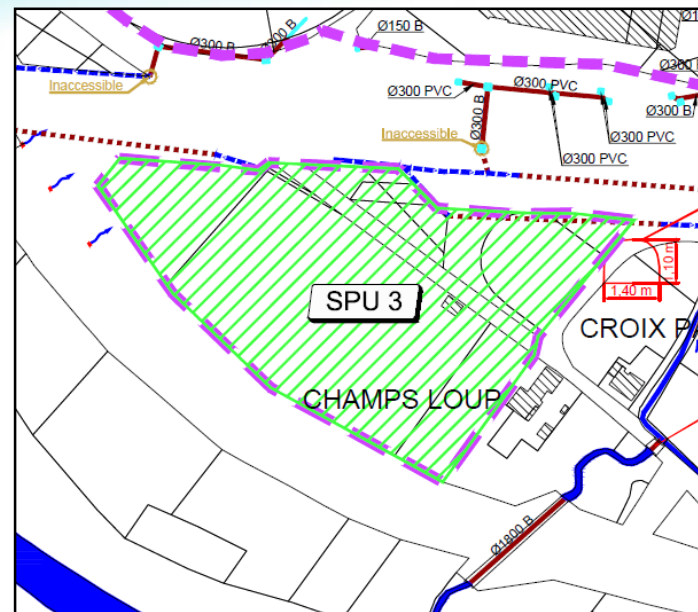 Ø300 B
Ø200 B
Ø150 B
Ø300 B
Inaccessible
Ø300 PVC
Ø300 PVC
Ø300 B
Ø300 B
Ø300 PVC
Inaccessible
Ø300 PVC
1,10 m
1,40 m
SPU 3
CROIX P
CHAMPS LOUP
Ø1800 B